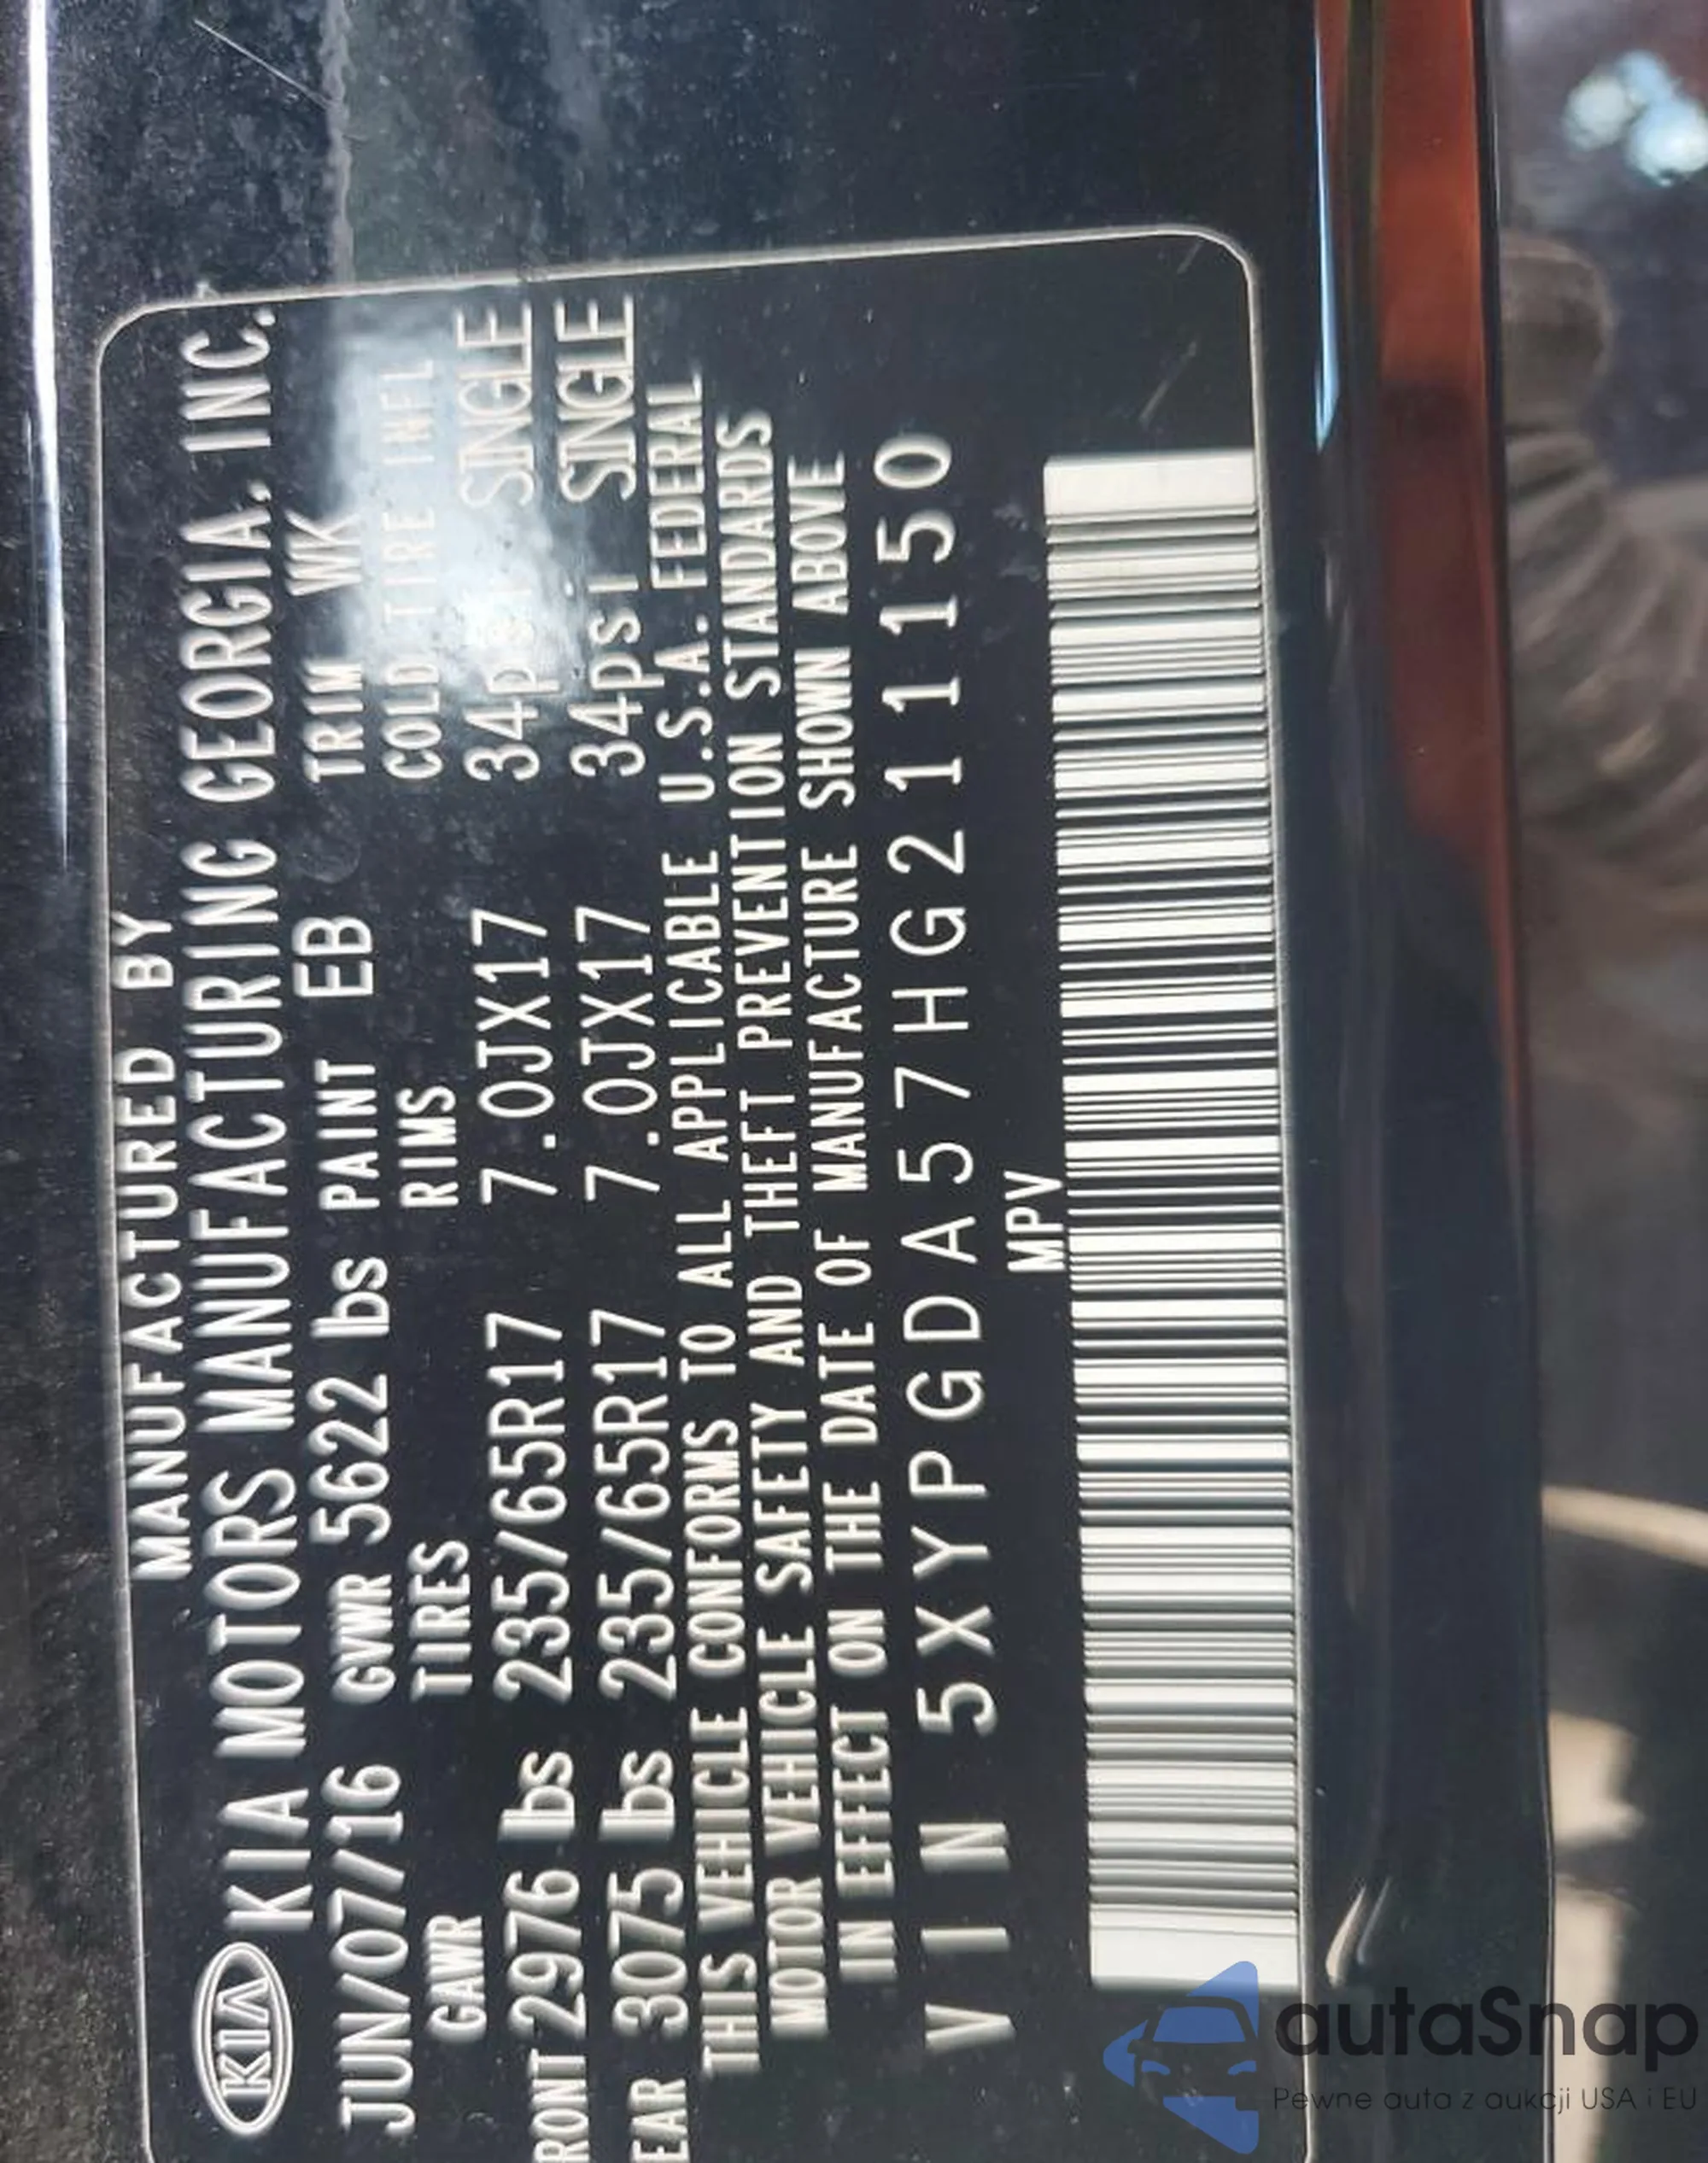 MANUFACTURED BY
KIA KIA MOTORS MANUFACTURING GEORGIA. INC.
JUN/07/16 GVWR 5622 lbs PAINT EB TRIM WK
GAWR TIRES RIMS COLD TIRE INFL
RONT 2976 lbs 235/65R17 7.0JX17 34psi SINGLE
EAR 3075 lbs 235/65R17 7.0JX17 34psi SINGLE
THIS VEHICLE CONFORMS TO ALL APPLICABLE U.S.A. FEDERAL
MOTOR VEHICLE SAFETY AND THEFT PREVENTION STANDARDS
IN EFFECT ON THE DATE OF MANUFACTURE SHOWN ABOVE
VIN 5XYPGDA57HG211150
MPV
autaSnap
Pewne auta z aukcji USA i EU